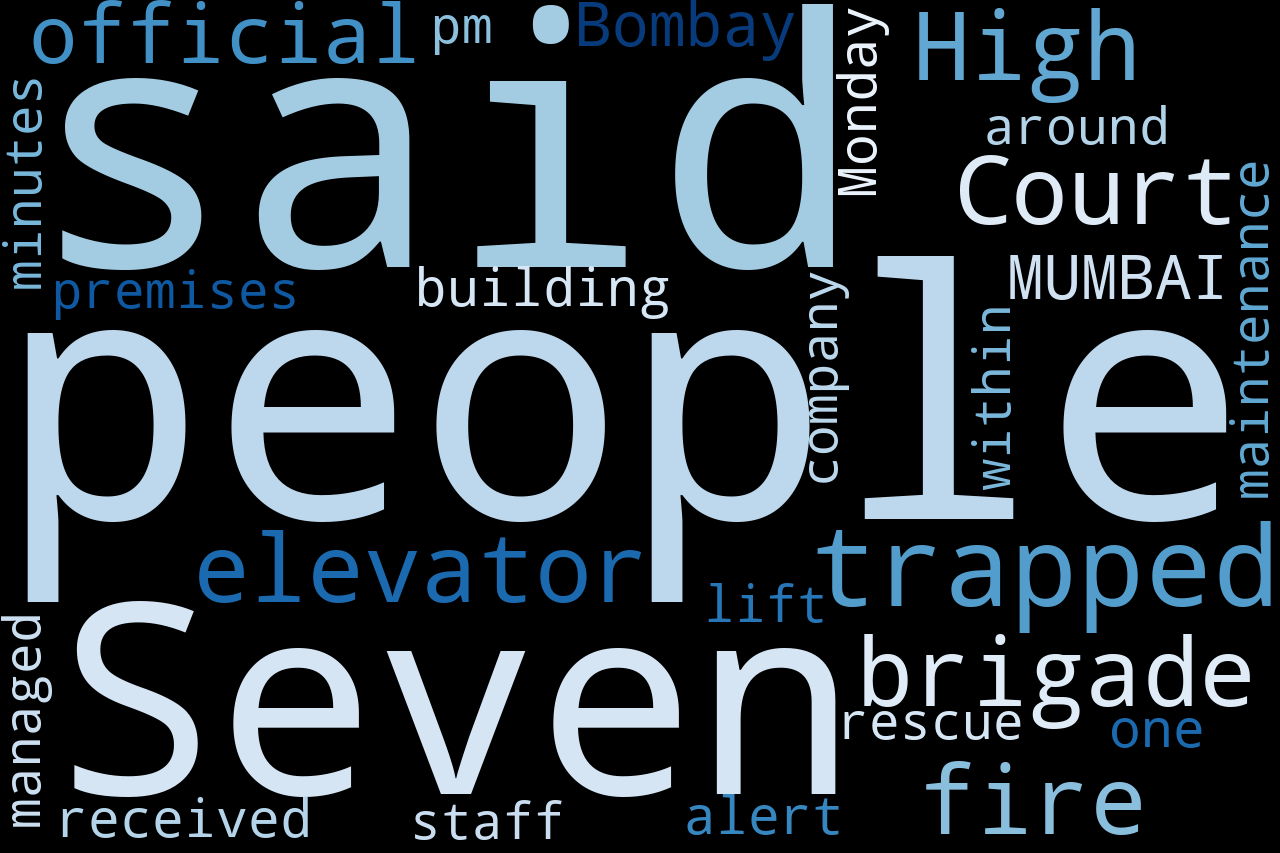 official
pm
Bombay
said
Monday
High
around
Court
minutes
premises
building
MUMBAI
maintenance
company
within
people
elevator
trapped
lift
Seven
brigade
rescue
one
managed
received
staff
alert
fire